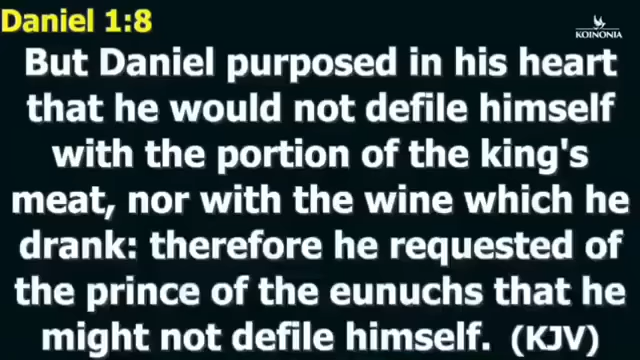 Daniel 1:8
KOINONIA
But Daniel purposed in his heart
that he would not defile himself
with the portion of the king's
meat, nor with the wine which he
drank: therefore he requested of
the prince of the eunuchs that he
might not defile himself. (KJV)